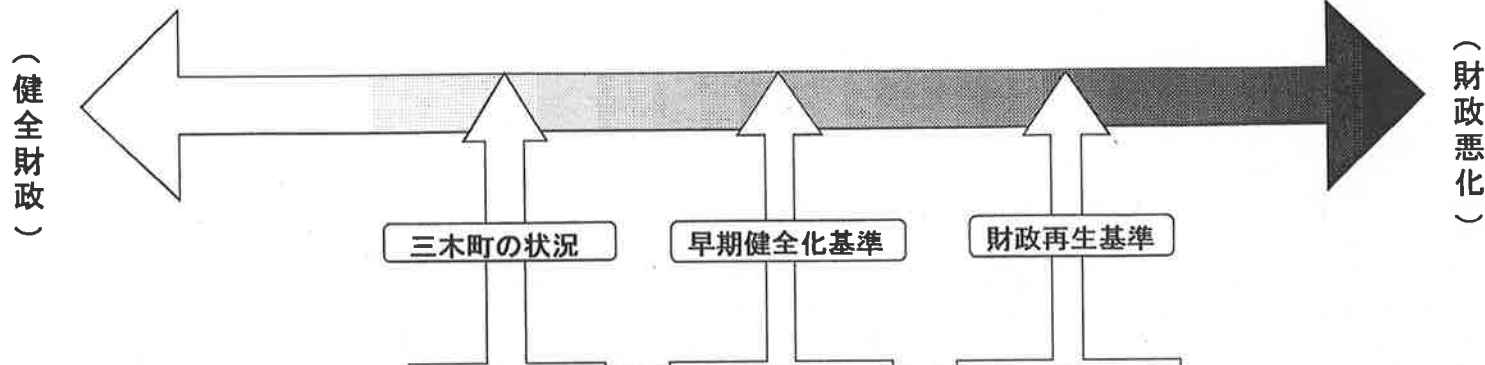 （健全財政）
（財政悪化）
三木町の状況
早期健全化基準
財政再生基準